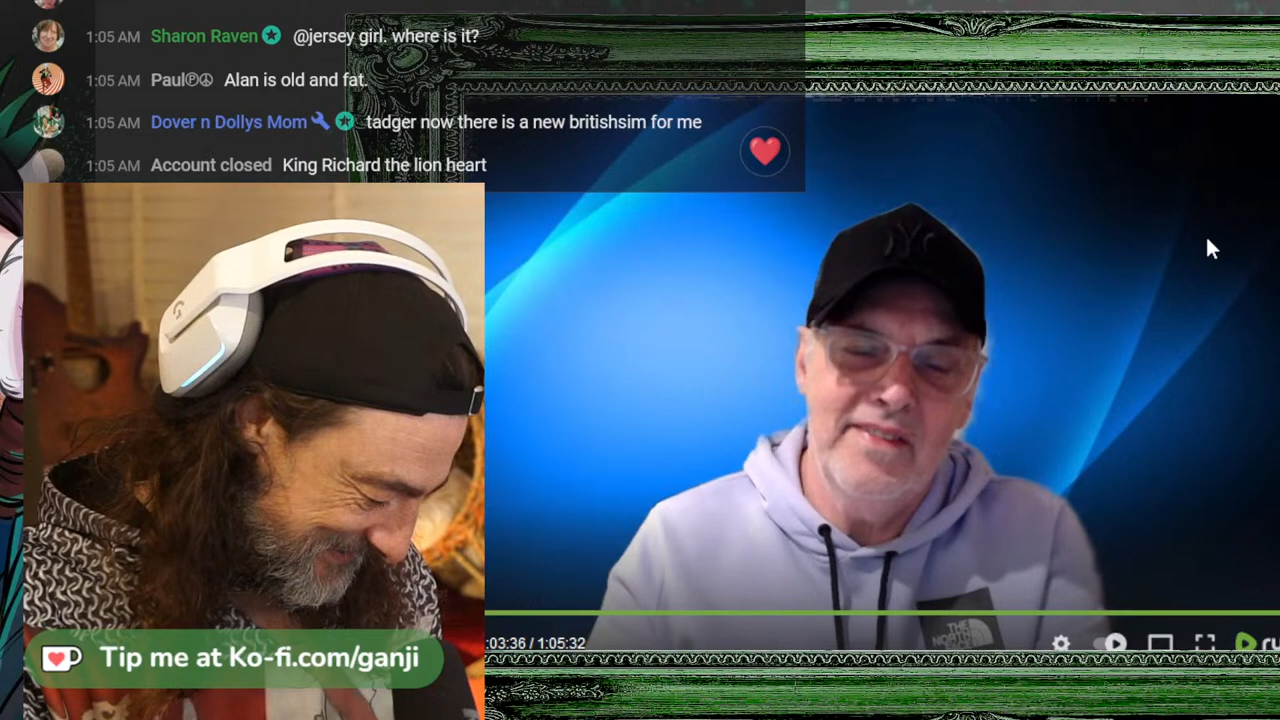 1:05 AM Sharon Raven @jersey girl. where is it?
1:05 AM Paul℗☮ Alan is old and fat.
1:05 AM Dover n Dollys Mom tadger now there is a new britishsim for me
1:05 AM Account closed King Richard the lion heart
THE
NORTH
:03:36 / 1:05:32
Tip me at Ko-fi.com/ganji